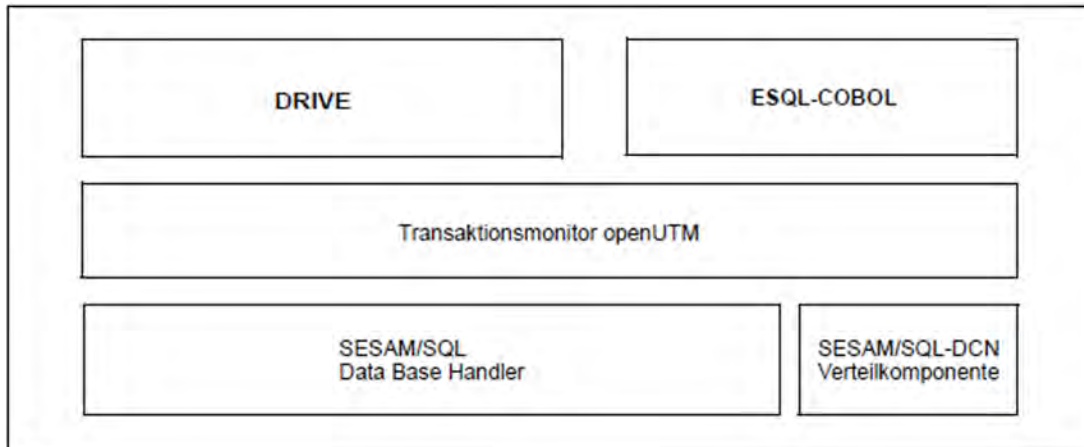 DRIVE
ESQL-COBOL
Transaktionsmonitor openUTM
SESAM/SQL
Data Base Handler
SESAM/SQL-DCN
Verteilkomponente